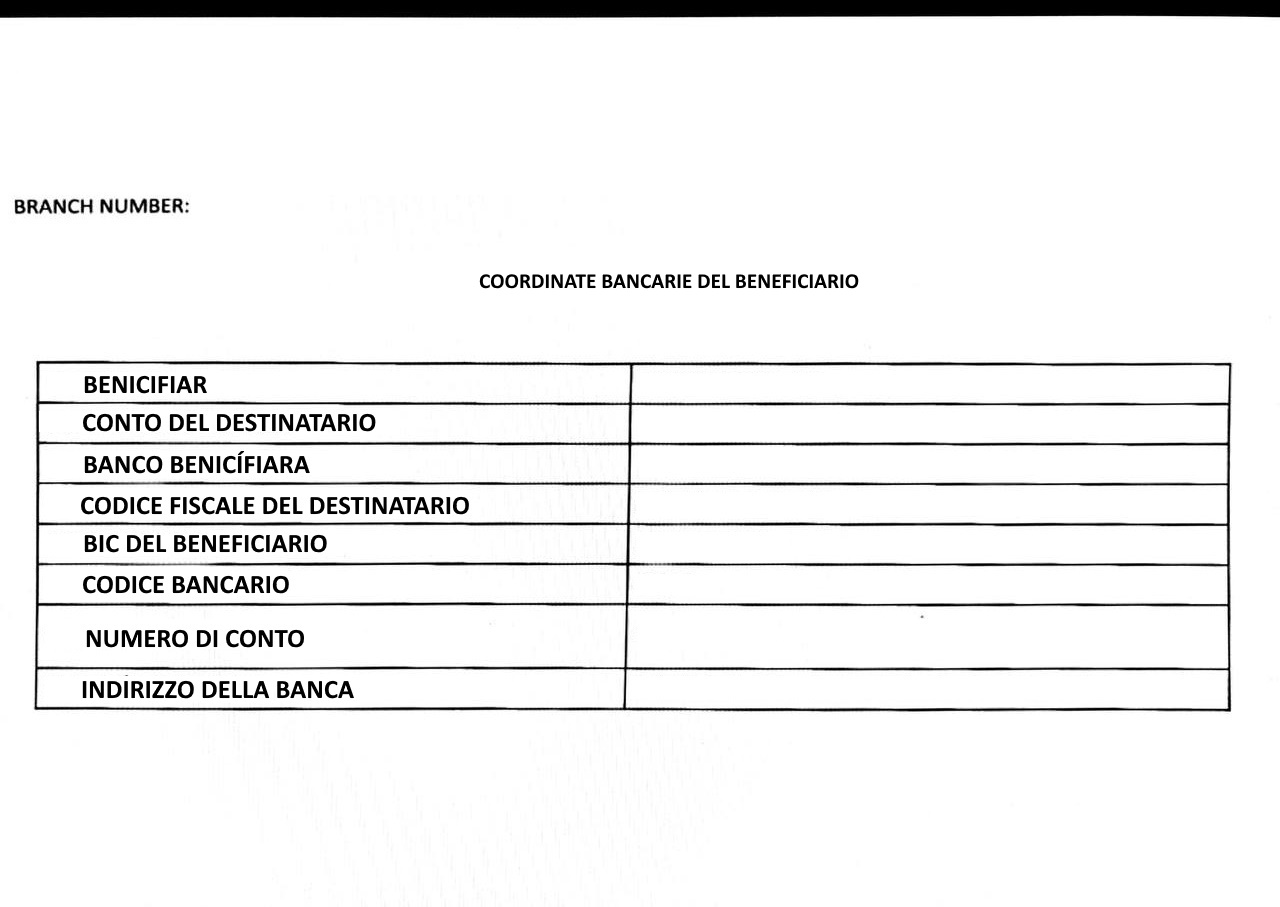 BRANCH NUMBER:
COORDINATE BANCARIE DEL BENEFICIARIO
BENICIFIAR
CONTO DEL DESTINATARIO
BANCO BENICÍFIARA
CODICE FISCALE DEL DESTINATARIO
BIC DEL BENEFICIARIO
CODICE BANCARIO
NUMERO DI CONTO
INDIRIZZO DELLA BANCA